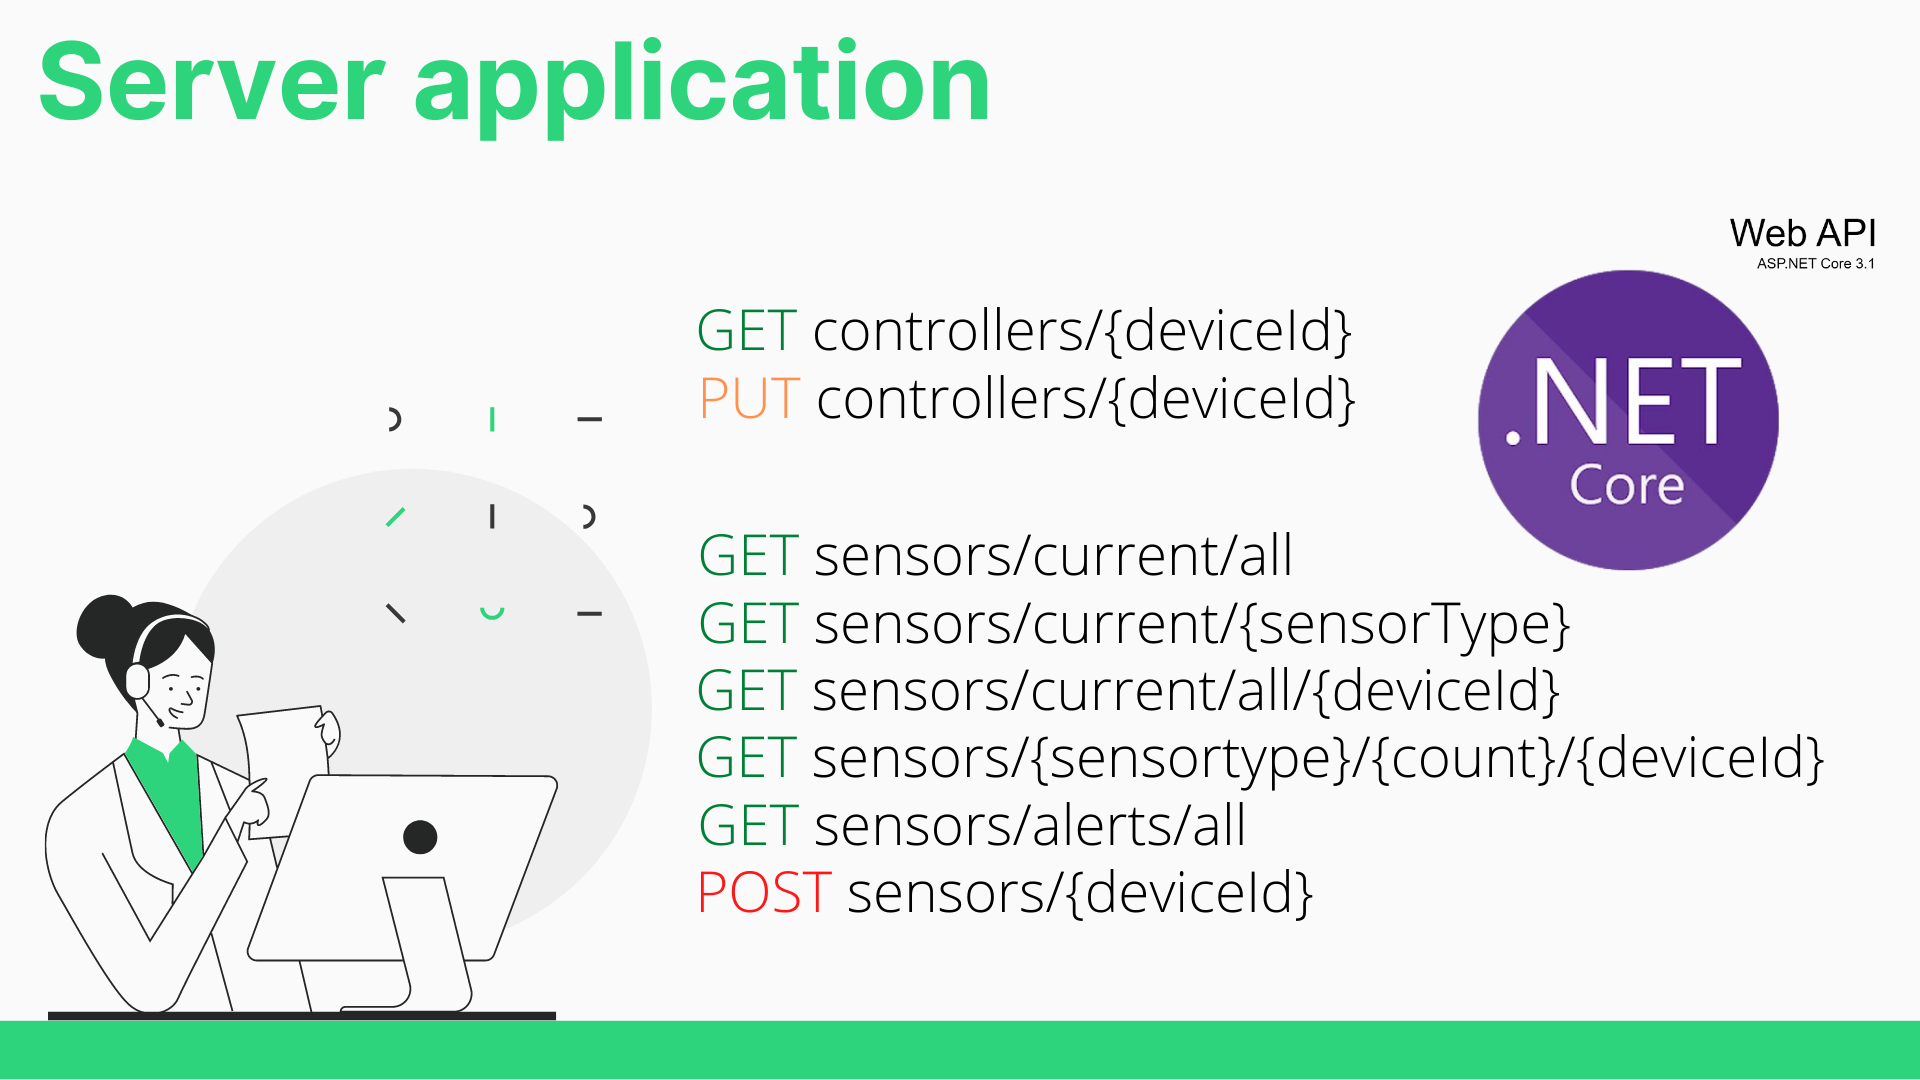 Server application
Web API
ASP.NET Core 3.1
GET controllers/{deviceId}
PUT controllers/{deviceId}
.NET
Core
GET sensors/current/all
GET sensors/current/{sensorType}
GET sensors/current/all/{deviceId}
GET sensors/{sensortype}/{count}/{deviceId}
GET sensors/alerts/all
POST sensors/{deviceId}